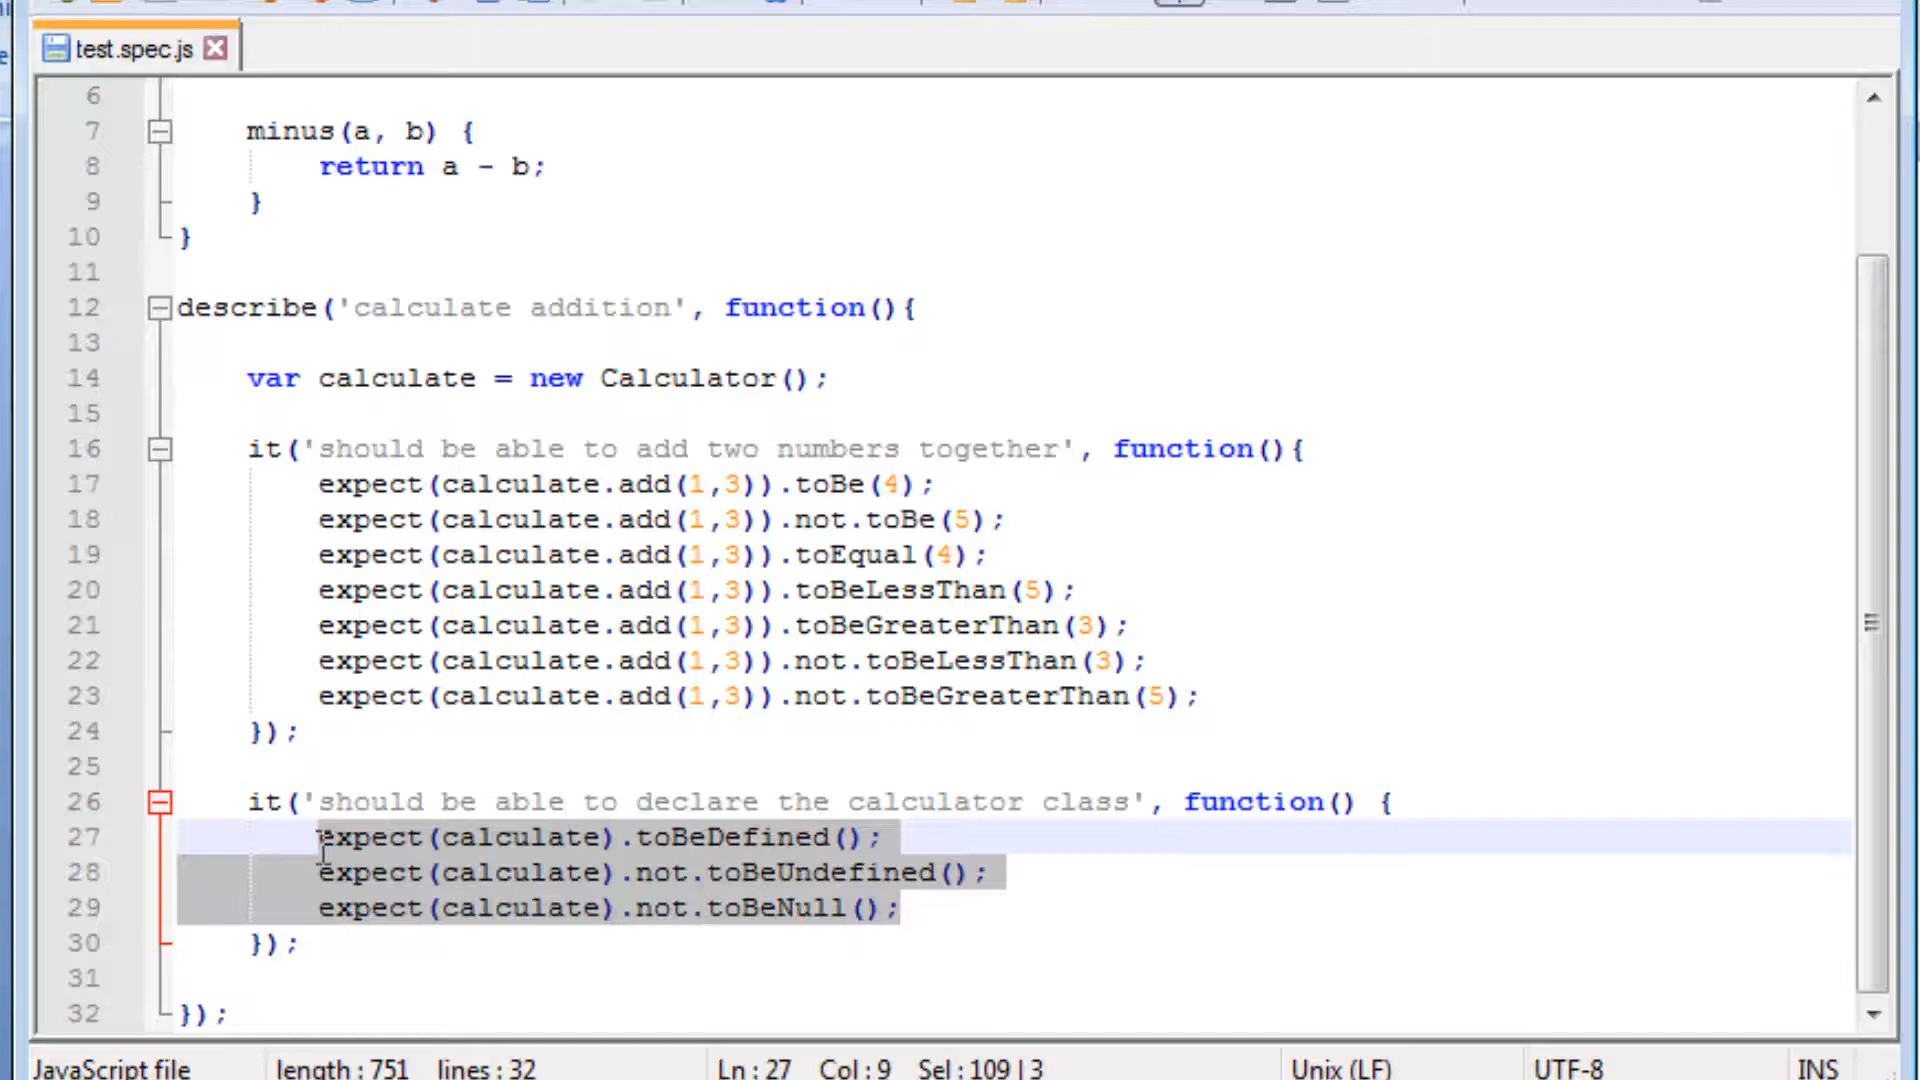 test.spec.js
6
7 minus(a, b) {
8 return a - b;
9 }
10 }
11
12 describe('calculate addition', function(){
13
14 var calculate = new Calculator();
15
16 it('should be able to add two numbers together', function(){
17 expect(calculate.add(1,3)).toBe(4);
18 expect(calculate.add(1,3)).not.toBe(5);
19 expect(calculate.add(1,3)).toEqual(4);
20 expect(calculate.add(1,3)).toBeLessThan(5);
21 expect(calculate.add(1,3)).toBeGreaterThan(3);
22 expect(calculate.add(1,3)).not.toBeLessThan(3);
23 expect(calculate.add(1,3)).not.toBeGreaterThan(5);
24 });
25
26 it('should be able to declare the calculator class', function() {
27 expect(calculate).toBeDefined();
28 expect(calculate).not.toBeUndefined();
29 expect(calculate).not.toBeNull();
30 });
31
32 });
JavaScript file length : 751 lines : 32 Ln : 27 Col : 9 Sel : 109 | 3 Unix (LF) UTF-8 INS